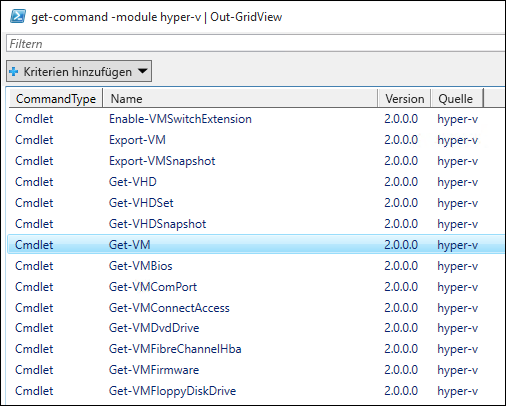 get-command -module hyper-v | Out-GridView
Filtern
Kriterien hinzufügen
CommandType Name Version Quelle
Cmdlet Enable-VMSwitchExtension 2.0.0.0 hyper-v
Cmdlet Export-VM 2.0.0.0 hyper-v
Cmdlet Export-VMSnapshot 2.0.0.0 hyper-v
Cmdlet Get-VHD 2.0.0.0 hyper-v
Cmdlet Get-VHDSet 2.0.0.0 hyper-v
Cmdlet Get-VHDSnapshot 2.0.0.0 hyper-v
Cmdlet Get-VM 2.0.0.0 hyper-v
Cmdlet Get-VMBios 2.0.0.0 hyper-v
Cmdlet Get-VMComPort 2.0.0.0 hyper-v
Cmdlet Get-VMConnectAccess 2.0.0.0 hyper-v
Cmdlet Get-VMDvdDrive 2.0.0.0 hyper-v
Cmdlet Get-VMFibreChannelHba 2.0.0.0 hyper-v
Cmdlet Get-VMFirmware 2.0.0.0 hyper-v
Cmdlet Get-VMFloppyDiskDrive 2.0.0.0 hyper-v